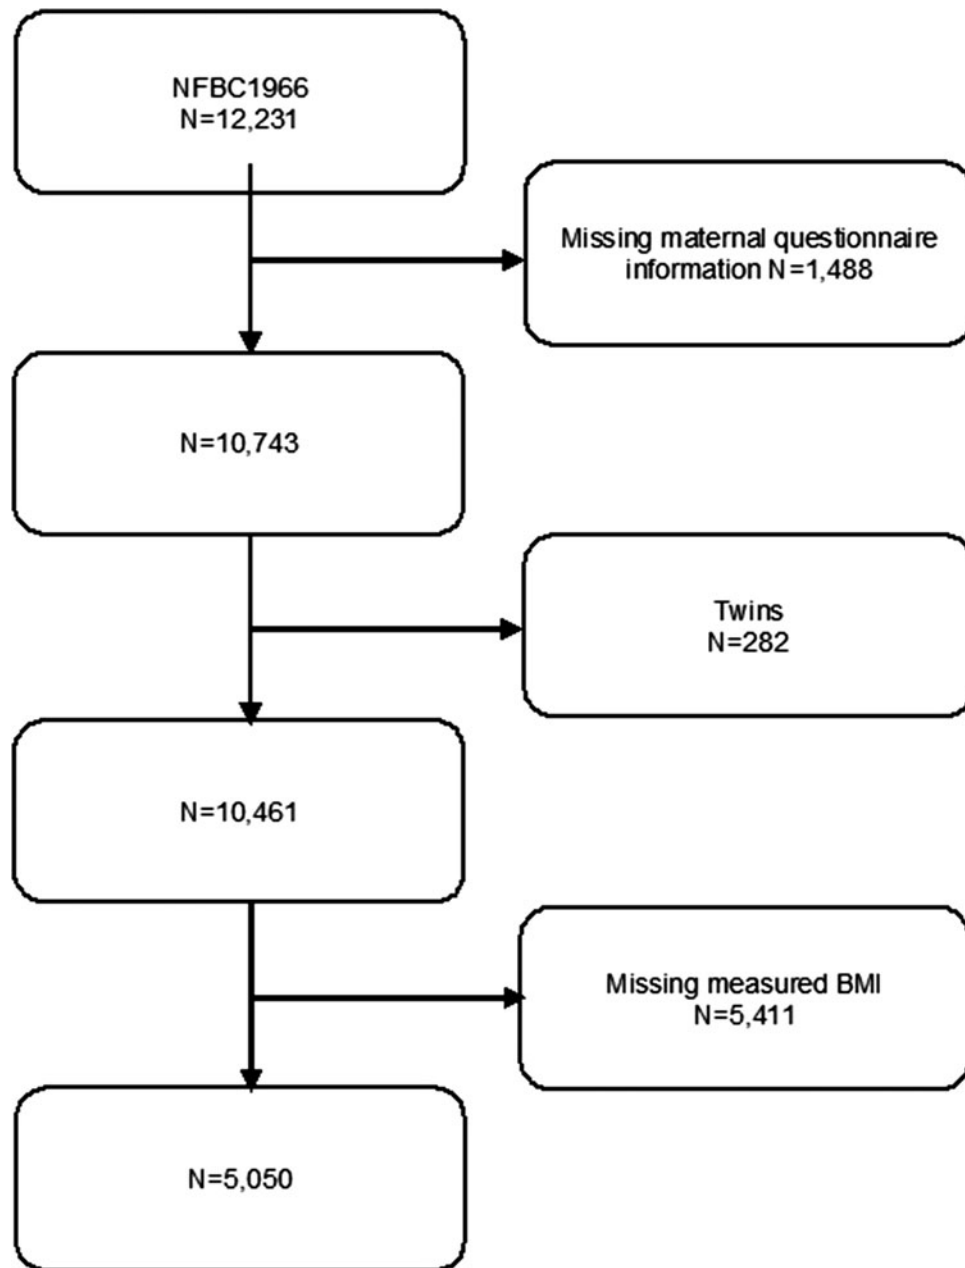 NFBC1966
N=12,231
Missing maternal questionnaire
information N=1,488
N=10,743
Twins
N=282
N=10,461
Missing measured BMI
N=5,411
N=5,050